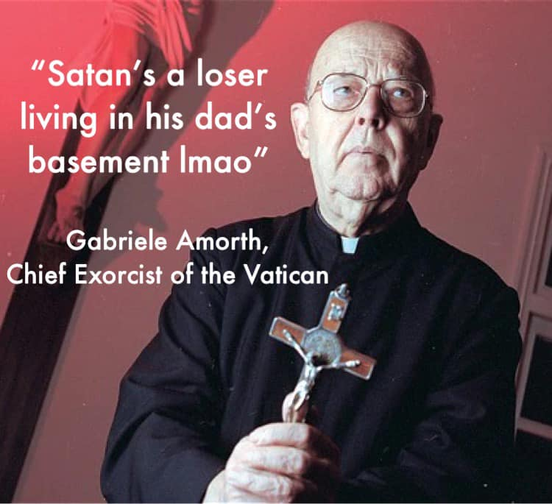 “Satan’s a loser
living in his dad’s
basement lmao”
Gabriele Amorth,
Chief Exorcist of the Vatican